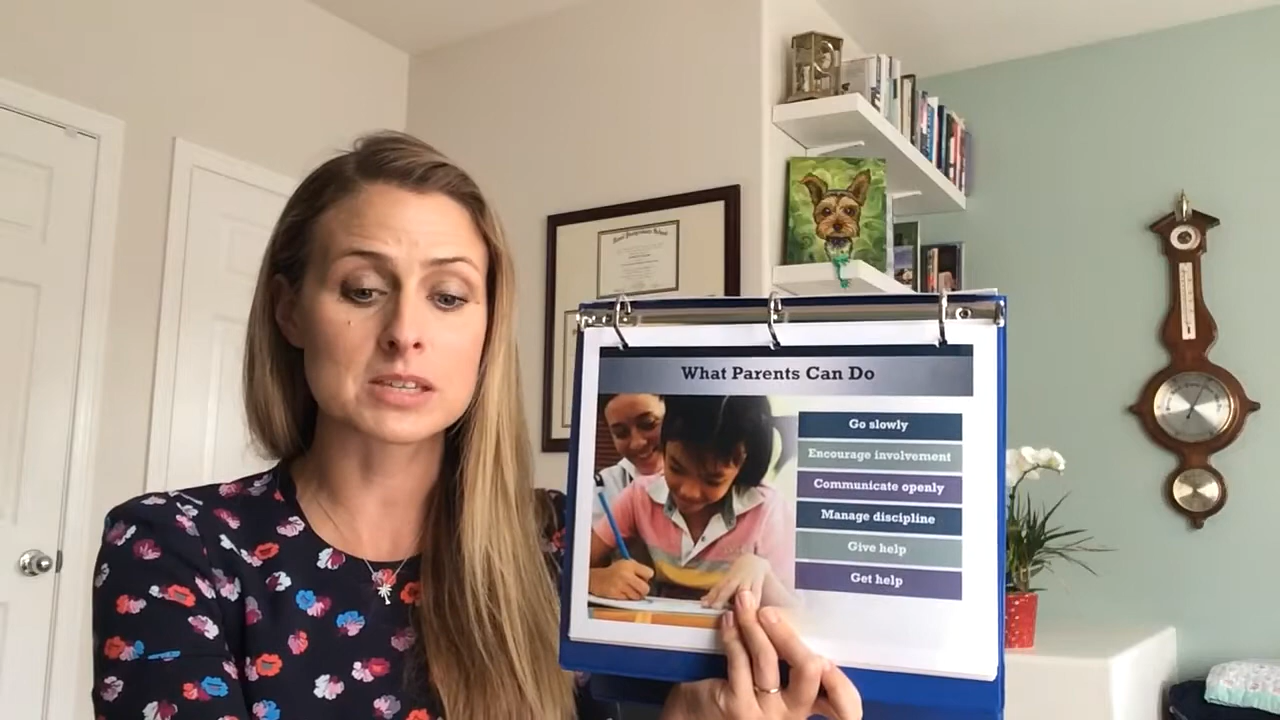 What Parents Can Do
Go slowly
Encourage involvement
Communicate openly
Manage discipline
Give help
Get help